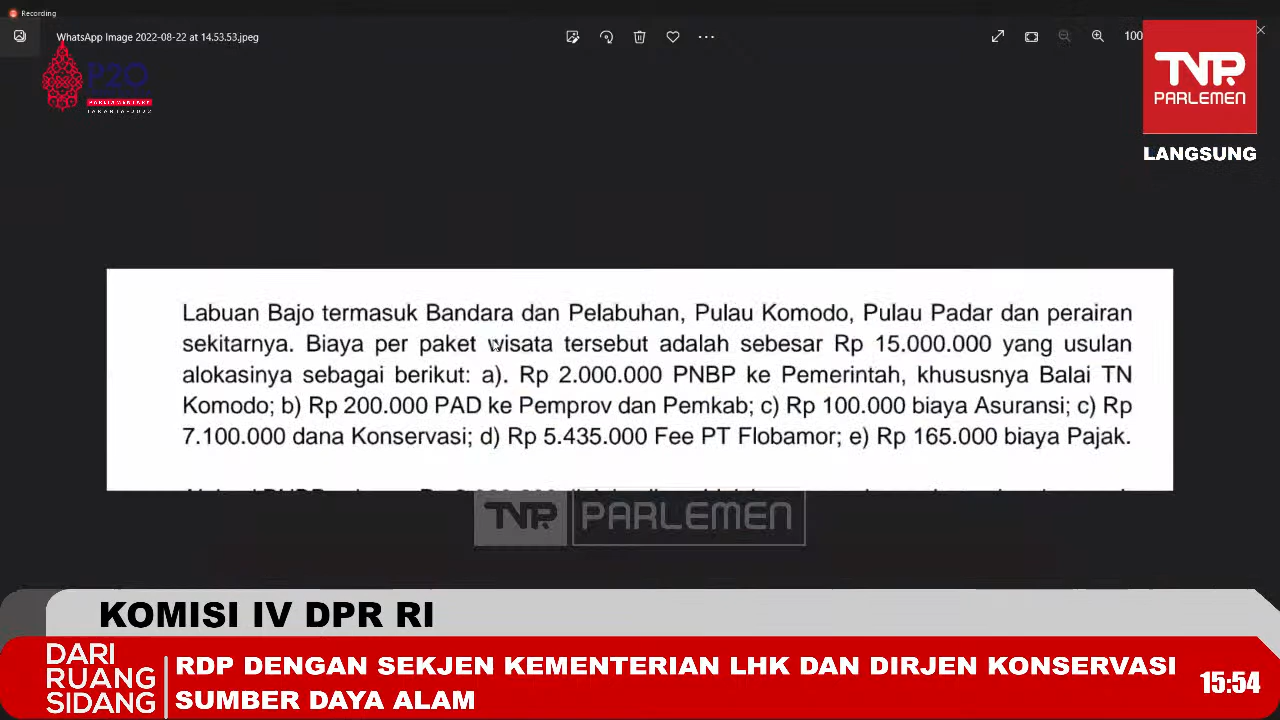 Recording
WhatsApp Image 2022-08-22 at 14.53.53.jpeg
100
P20
PARLIAMENTARY
JAKARTA-2022
TVR
PARLEMEN
LANGSUNG
Labuan Bajo termasuk Bandara dan Pelabuhan, Pulau Komodo, Pulau Padar dan perairan
sekitarnya. Biaya per paket wisata tersebut adalah sebesar Rp 15.000.000 yang usulan
alokasinya sebagai berikut: a). Rp 2.000.000 PNBP ke Pemerintah, khususnya Balai TN
Komodo; b) Rp 200.000 PAD ke Pemprov dan Pemkab; c) Rp 100.000 biaya Asuransi; c) Rp
7.100.000 dana Konservasi; d) Rp 5.435.000 Fee PT Flobamor; e) Rp 165.000 biaya Pajak.
TVR PARLEMEN
KOMISI IV DPR RI
DARI
RUANG
SIDANG
RDP DENGAN SEKJEN KEMENTERIAN LHK DAN DIRJEN KONSERVASI
SUMBER DAYA ALAM
15:54